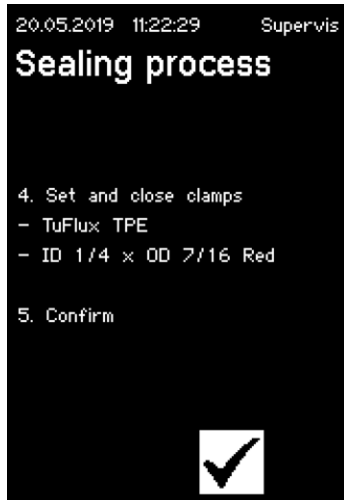 20.05.2019 11:22:29 Supervis
Sealing process
4. Set and close clamps
- TuFlux TPE
- ID 1/4 x OD 7/16 Red
5. Confirm